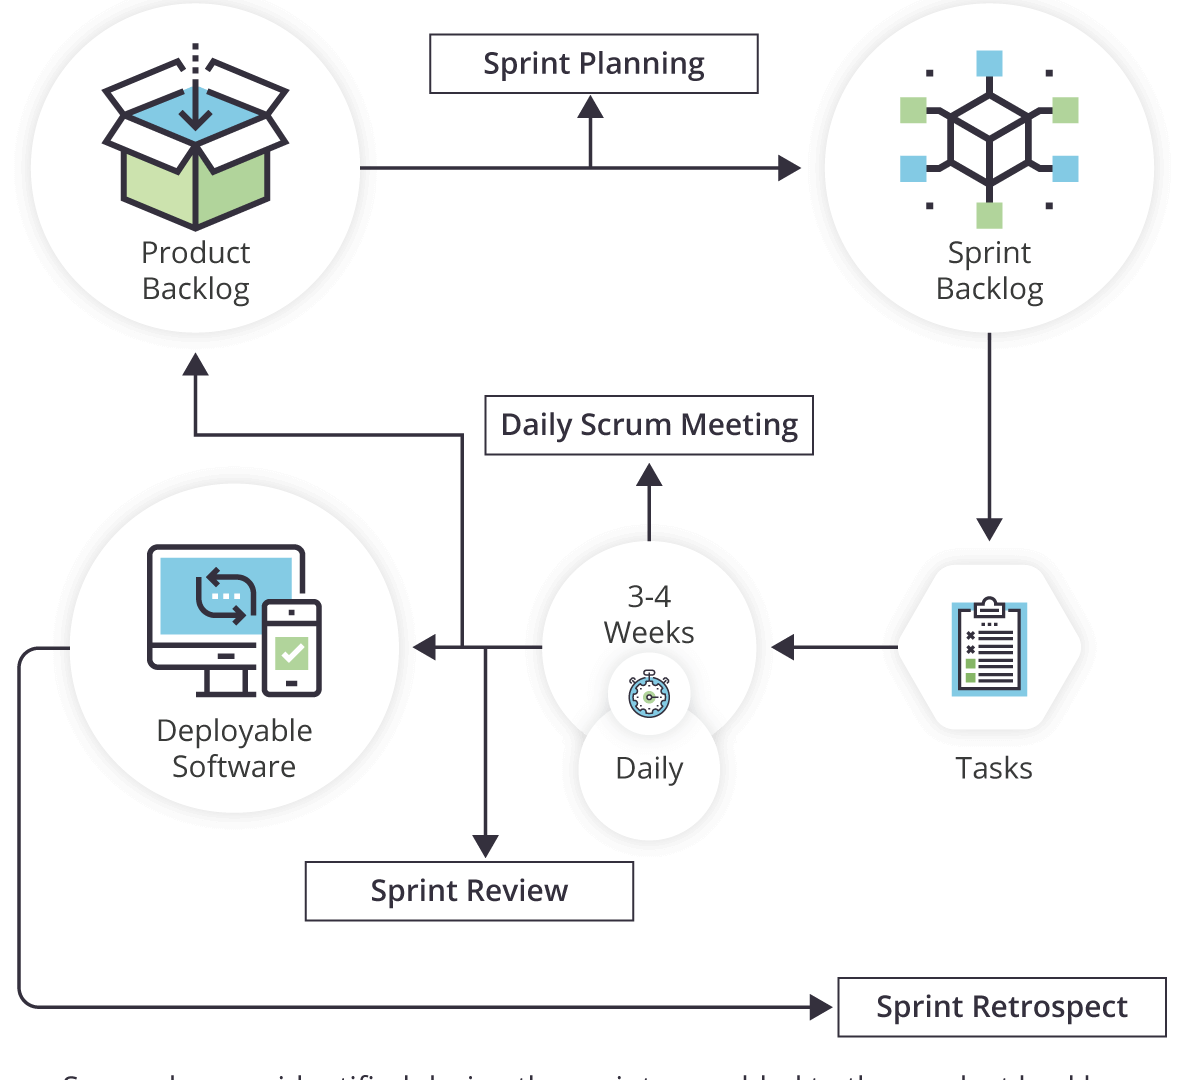 Sprint Planning
Product
Backlog
Sprint
Backlog
Daily Scrum Meeting
3-4
Weeks
Daily
Deployable
Software
Tasks
Sprint Review
Sprint Retrospect